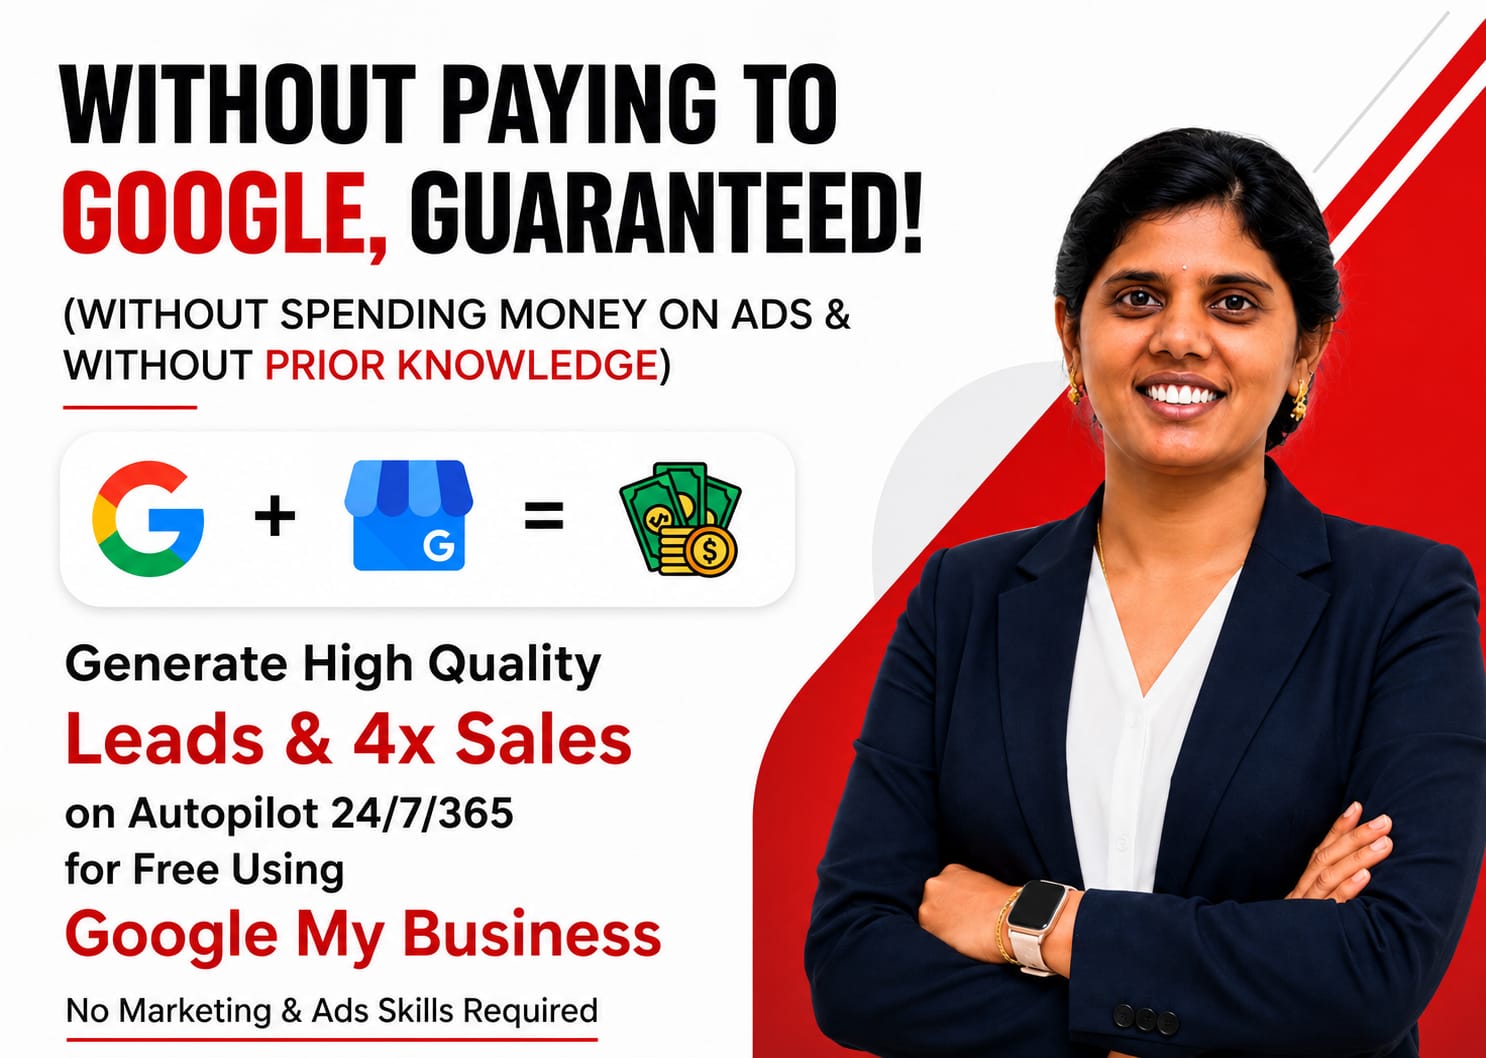 WITHOUT PAYING TO
GOOGLE, GUARANTEED!
(WITHOUT SPENDING MONEY ON ADS &
WITHOUT PRIOR KNOWLEDGE)
G + G = $
Generate High Quality
Leads & 4x Sales
on Autopilot 24/7/365
for Free Using
Google My Business
No Marketing & Ads Skills Required